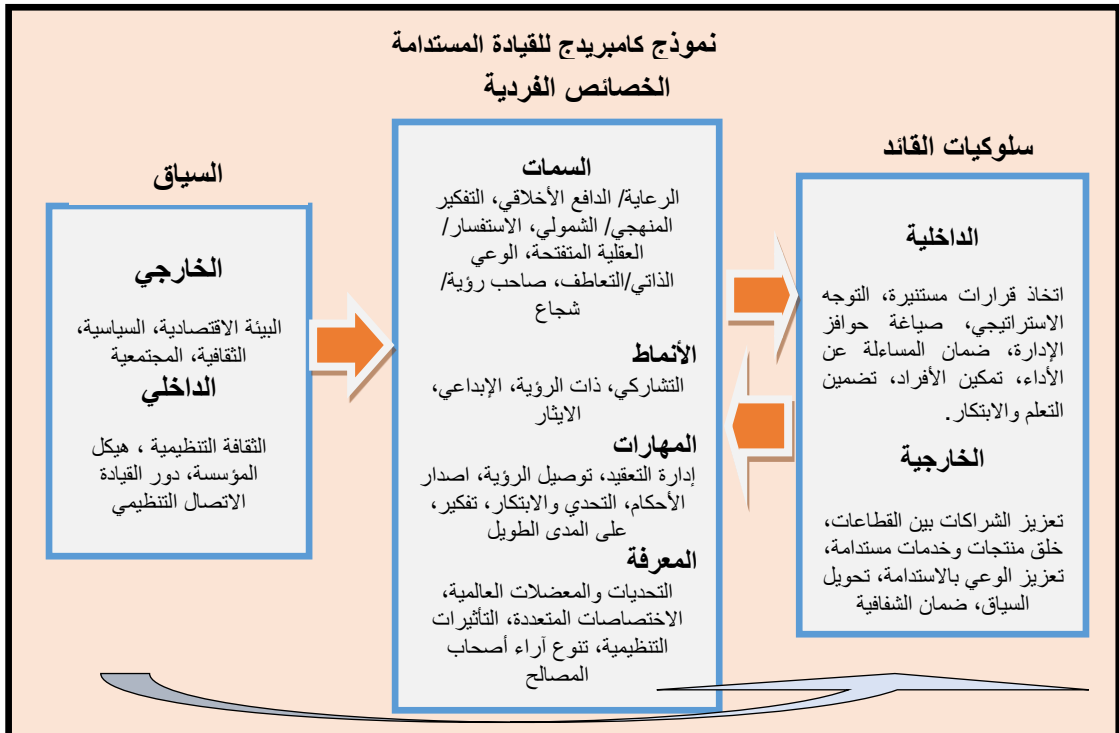 نموذج كامبريدج للقيادة المستدامة
الخصائص الفردية
السياق
الخارجي
البيئة الاقتصادية، السياسية،
الثقافية، المجتمعية
الداخلي
الثقافة التنظيمية ، هيكل
المؤسسة، دور القيادة
الاتصال التنظيمي
السمات
الرعاية/ الدافع الأخلاقي، التفكير
المنهجي/ الشمولي، الاستفسار/
العقلية المتفتحة، الوعي
الذاتي/التعاطف، صاحب رؤية/
شجاع
الأنماط
التشاركي، ذات الرؤية، الإبداعي،
الايثار
المهارات
إدارة التعقيد، توصيل الرؤية، اصدار
الأحكام، التحدي والابتكار، تفكير،
على المدى الطويل
المعرفة
التحديات والمعضلات العالمية،
الاختصاصات المتعددة، التأثيرات
التنظيمية، تنوع آراء أصحاب
المصالح
سلوكيات القائد
الداخلية
اتخاذ قرارات مستنيرة، التوجه
الاستراتيجي، صياغة حوافز
الإدارة، ضمان المساءلة عن
الأداء، تمكين الأفراد، تضمين
التعلم والابتكار.
الخارجية
تعزيز الشراكات بين القطاعات،
خلق منتجات وخدمات مستدامة،
تعزيز الوعي بالاستدامة، تحويل
السياق، ضمان الشفافية